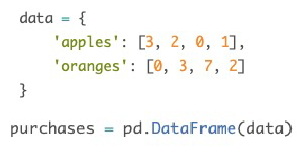 data = {
    'apples': [3, 2, 0, 1],
    'oranges': [0, 3, 7, 2]
}
purchases = pd.DataFrame(data)